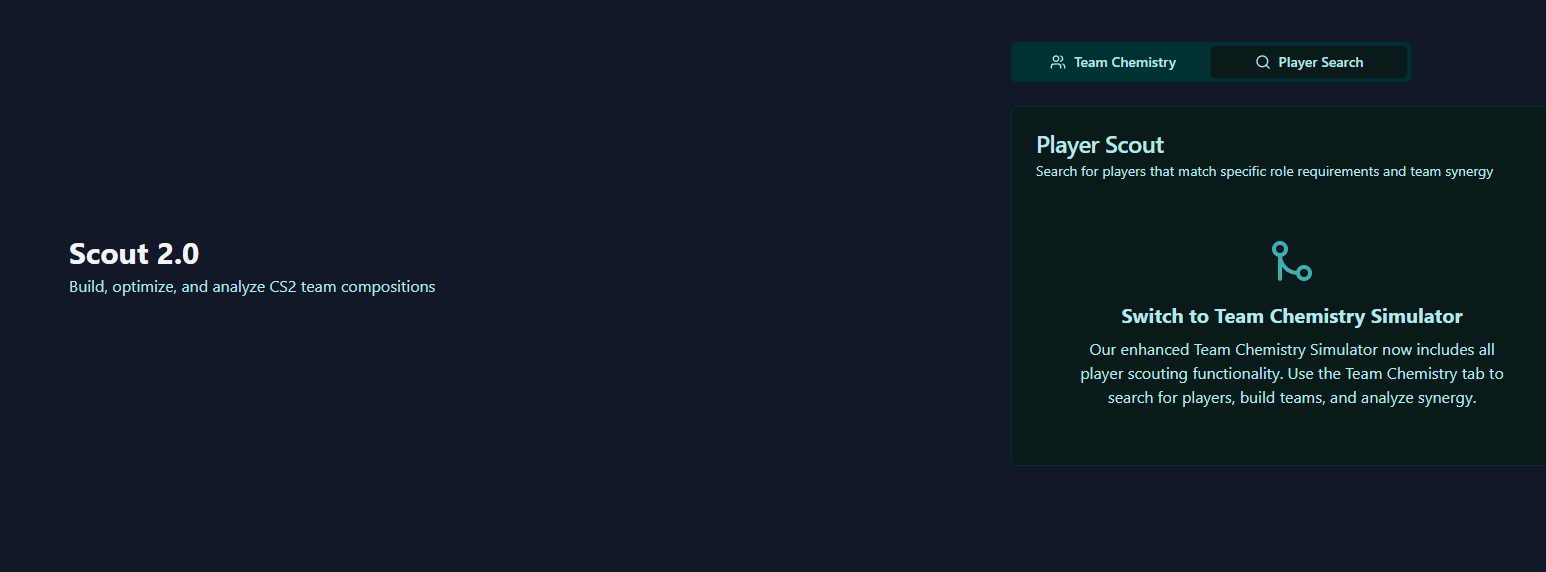 Team Chemistry
Player Search
Player Scout
Search for players that match specific role requirements and team synergy
Scout 2.0
Build, optimize, and analyze CS2 team compositions
Switch to Team Chemistry Simulator
Our enhanced Team Chemistry Simulator now includes all
player scouting functionality. Use the Team Chemistry tab to
search for players, build teams, and analyze synergy.